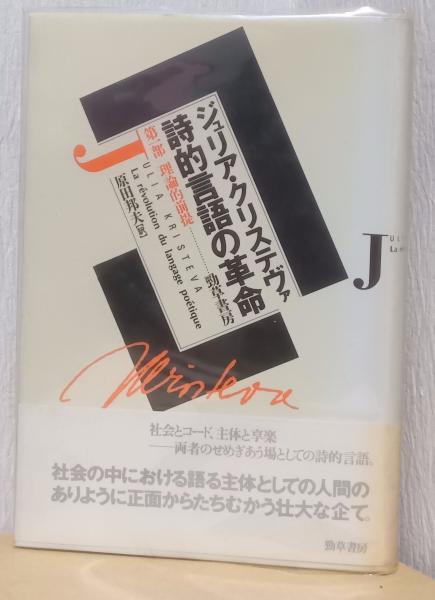 ジュリア・クリステヴァ
詩的言語の革命
第一部 理論的前提………勁草書房
JULIA KRISTEVA
La révolution du langage poétique
原田邦夫[訳]
Kristeva
社会とコード、主体と享楽
──両者のせめぎあう場としての詩的言語。
社会の中における語る主体としての人間の
ありように正面からたちむかう壮大な企て。
勁草書房
J
U
La